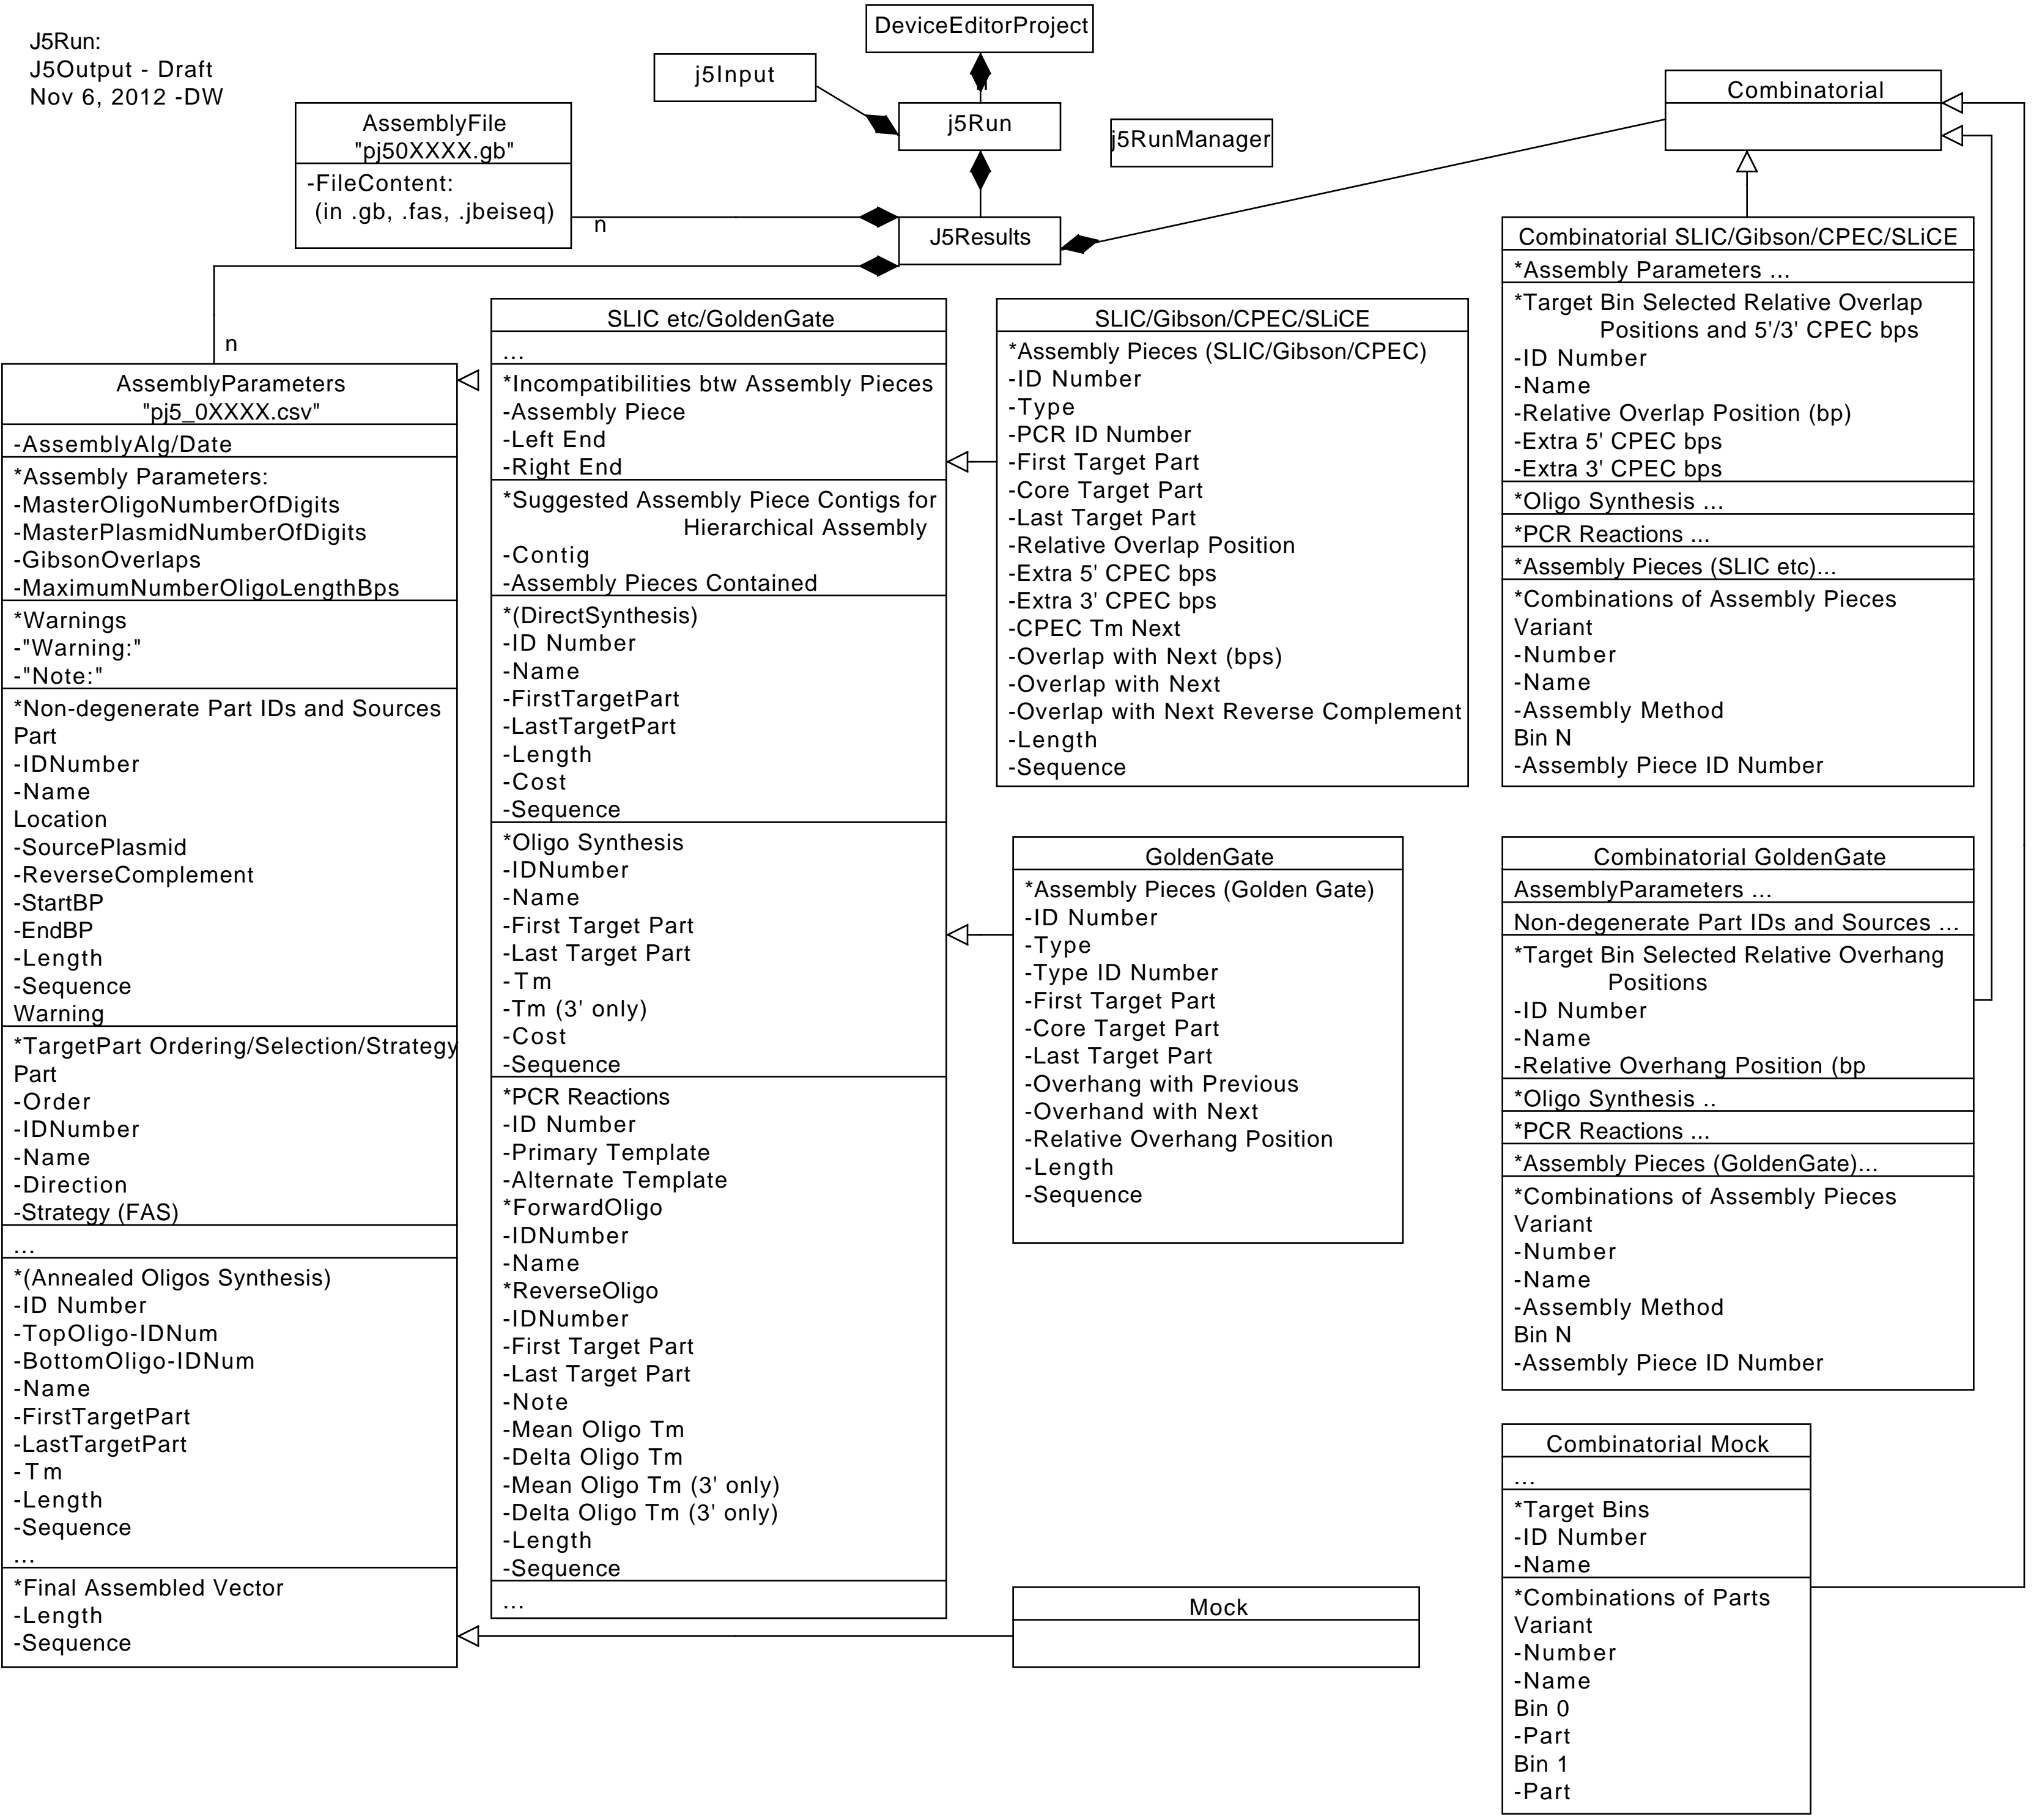 J5Run:
J5Output - Draft
Nov 6, 2012 -DW
DeviceEditorProject
n
j5Input
j5Run
j5RunManager
AssemblyFile
"pj50XXXX.gb"
-FileContent:
(in .gb, .fas, .jbeiseq)
n
J5Results
n
Combinatorial
AssemblyParameters
"pj5_0XXXX.csv"
-AssemblyAlg/Date
*Assembly Parameters:
-MasterOligoNumberOfDigits
-MasterPlasmidNumberOfDigits
-GibsonOverlaps
-MaximumNumberOligoLengthBps
*Warnings
-"Warning:"
-"Note:"
*Non-degenerate Part IDs and Sources
Part
-IDNumber
-Name
Location
-SourcePlasmid
-ReverseComplement
-StartBP
-EndBP
-Length
-Sequence
Warning
*TargetPart Ordering/Selection/Strategy
Part
-Order
-IDNumber
-Name
-Direction
-Strategy (FAS)
...
*(Annealed Oligos Synthesis)
-ID Number
-TopOligo-IDNum
-BottomOligo-IDNum
-Name
-FirstTargetPart
-LastTargetPart
-Tm
-Length
-Sequence
...
*Final Assembled Vector
-Length
-Sequence
SLIC etc/GoldenGate
...
*Incompatibilities btw Assembly Pieces
-Assembly Piece
-Left End
-Right End
*Suggested Assembly Piece Contigs for
Hierarchical Assembly
-Contig
-Assembly Pieces Contained
*(DirectSynthesis)
-ID Number
-Name
-FirstTargetPart
-LastTargetPart
-Length
-Cost
-Sequence
*Oligo Synthesis
-IDNumber
-Name
-First Target Part
-Last Target Part
-Tm
-Tm (3' only)
-Cost
-Sequence
*PCR Reactions
-ID Number
-Primary Template
-Alternate Template
*ForwardOligo
-IDNumber
-Name
*ReverseOligo
-IDNumber
-First Target Part
-Last Target Part
-Note
-Mean Oligo Tm
-Delta Oligo Tm
-Mean Oligo Tm (3' only)
-Delta Oligo Tm (3' only)
-Length
-Sequence
...
SLIC/Gibson/CPEC/SLiCE
*Assembly Pieces (SLIC/Gibson/CPEC)
-ID Number
-Type
-PCR ID Number
-First Target Part
-Core Target Part
-Last Target Part
-Relative Overlap Position
-Extra 5' CPEC bps
-Extra 3' CPEC bps
-CPEC Tm Next
-Overlap with Next (bps)
-Overlap with Next
-Overlap with Next Reverse Complement
-Length
-Sequence
GoldenGate
*Assembly Pieces (Golden Gate)
-ID Number
-Type
-Type ID Number
-First Target Part
-Core Target Part
-Last Target Part
-Overhang with Previous
-Overhand with Next
-Relative Overhang Position
-Length
-Sequence
Mock
Combinatorial SLIC/Gibson/CPEC/SLiCE
*Assembly Parameters ...
*Target Bin Selected Relative Overlap
Positions and 5'/3' CPEC bps
-ID Number
-Name
-Relative Overlap Position (bp)
-Extra 5' CPEC bps
-Extra 3' CPEC bps
*Oligo Synthesis ...
*PCR Reactions ...
*Assembly Pieces (SLIC etc)...
*Combinations of Assembly Pieces
Variant
-Number
-Name
-Assembly Method
Bin N
-Assembly Piece ID Number
Combinatorial GoldenGate
AssemblyParameters ...
Non-degenerate Part IDs and Sources ...
*Target Bin Selected Relative Overhang
Positions
-ID Number
-Name
-Relative Overhang Position (bp
*Oligo Synthesis ..
*PCR Reactions ...
*Assembly Pieces (GoldenGate)...
*Combinations of Assembly Pieces
Variant
-Number
-Name
-Assembly Method
Bin N
-Assembly Piece ID Number
Combinatorial Mock
...
*Target Bins
-ID Number
-Name
*Combinations of Parts
Variant
-Number
-Name
Bin 0
-Part
Bin 1
-Part